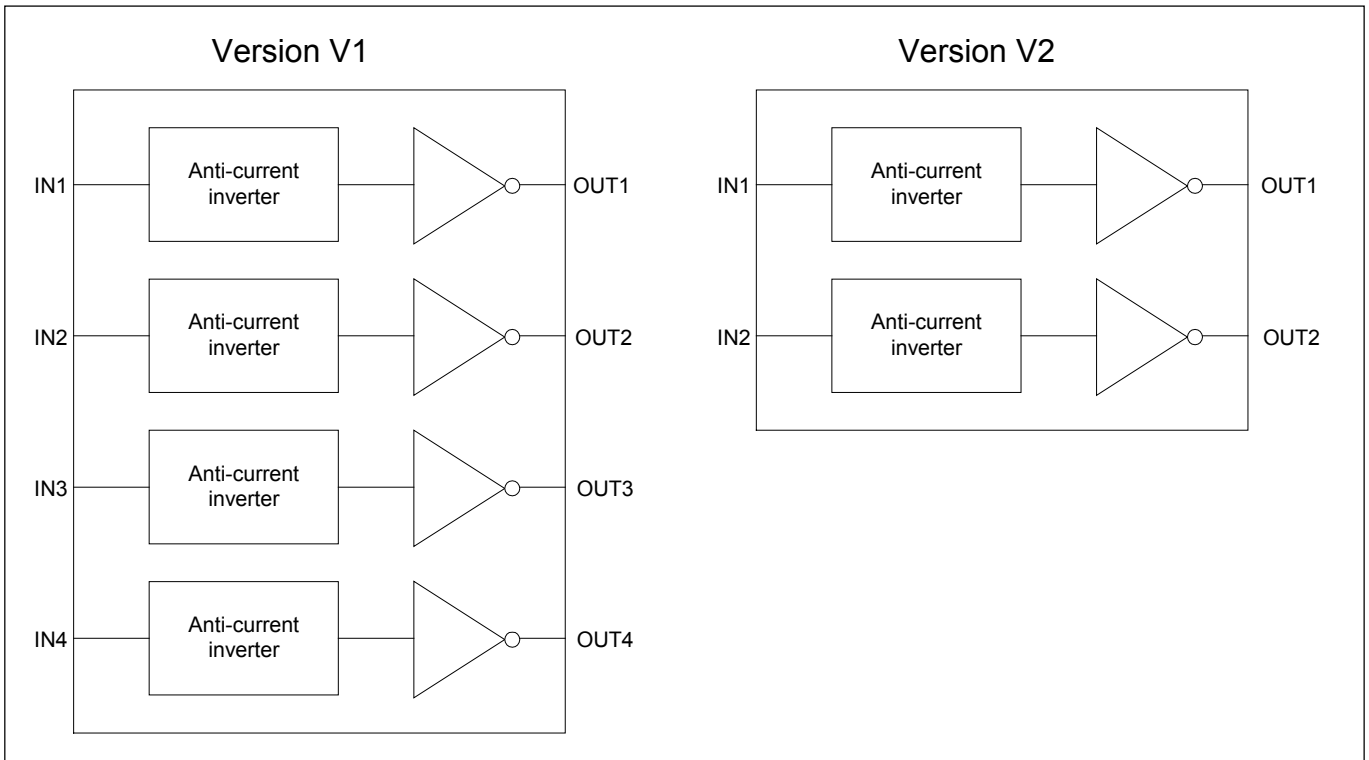 Version V1
IN1
Anti-current
inverter
OUT1
IN2
Anti-current
inverter
OUT2
IN3
Anti-current
inverter
OUT3
IN4
Anti-current
inverter
OUT4
Version V2
IN1
Anti-current
inverter
OUT1
IN2
Anti-current
inverter
OUT2